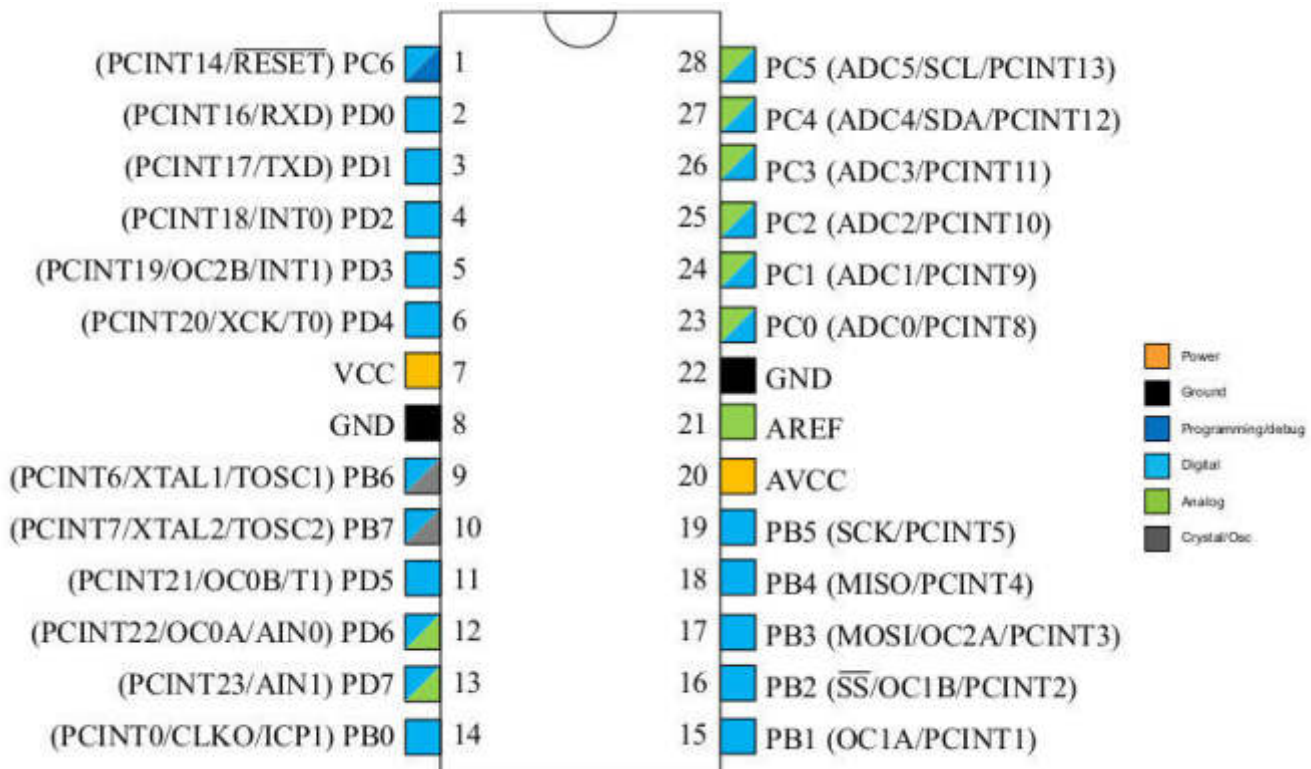 (PCINT14/RESET) PC6 1
(PCINT16/RXD) PD0 2
(PCINT17/TXD) PD1 3
(PCINT18/INT0) PD2 4
(PCINT19/OC2B/INT1) PD3 5
(PCINT20/XCK/T0) PD4 6
VCC 7
GND 8
(PCINT6/XTAL1/TOSC1) PB6 9
(PCINT7/XTAL2/TOSC2) PB7 10
(PCINT21/OC0B/T1) PD5 11
(PCINT22/OC0A/AIN0) PD6 12
(PCINT23/AIN1) PD7 13
(PCINT0/CLKO/ICP1) PB0 14
28 PC5 (ADC5/SCL/PCINT13)
27 PC4 (ADC4/SDA/PCINT12)
26 PC3 (ADC3/PCINT11)
25 PC2 (ADC2/PCINT10)
24 PC1 (ADC1/PCINT9)
23 PC0 (ADC0/PCINT8)
22 GND
21 AREF
20 AVCC
19 PB5 (SCK/PCINT5)
18 PB4 (MISO/PCINT4)
17 PB3 (MOSI/OC2A/PCINT3)
16 PB2 (SS/OC1B/PCINT2)
15 PB1 (OC1A/PCINT1)
Power
Ground
Programming/debug
Digital
Analog
Crystal/Osc